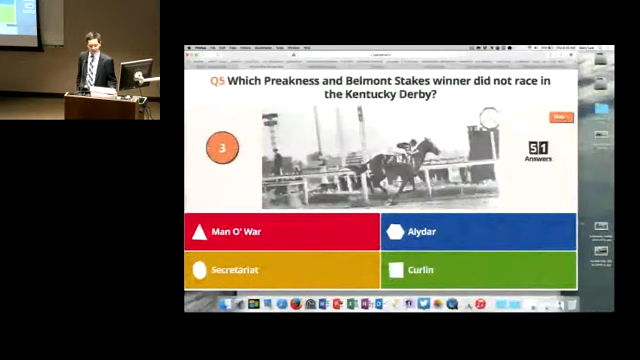 Q5 Which Preakness and Belmont Stakes winner did not race in
the Kentucky Derby?
3
51
Answers
Man O' War
Alydar
Secretariat
Curlin